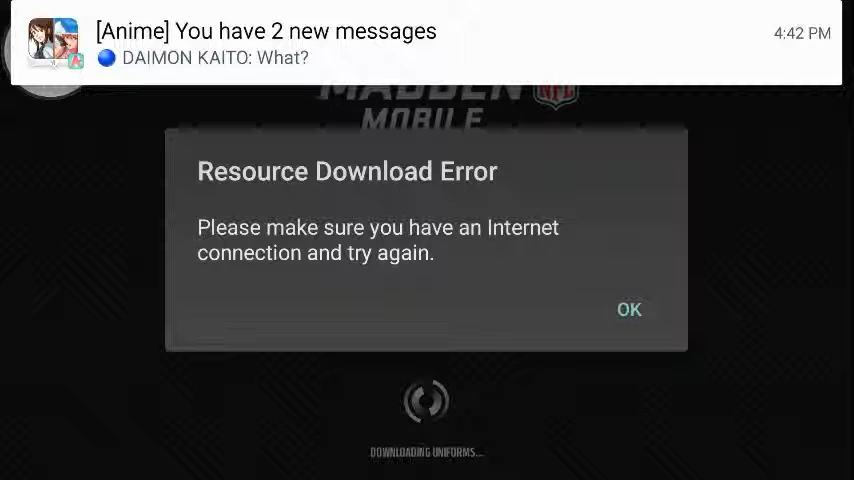 [Anime] You have 2 new messages
4:42 PM
DAIMON KAITO: What?
MADDEN
NFL
MOBILE
Resource Download Error
Please make sure you have an Internet
connection and try again.
OK
DOWNLOADING UNIFORMS...